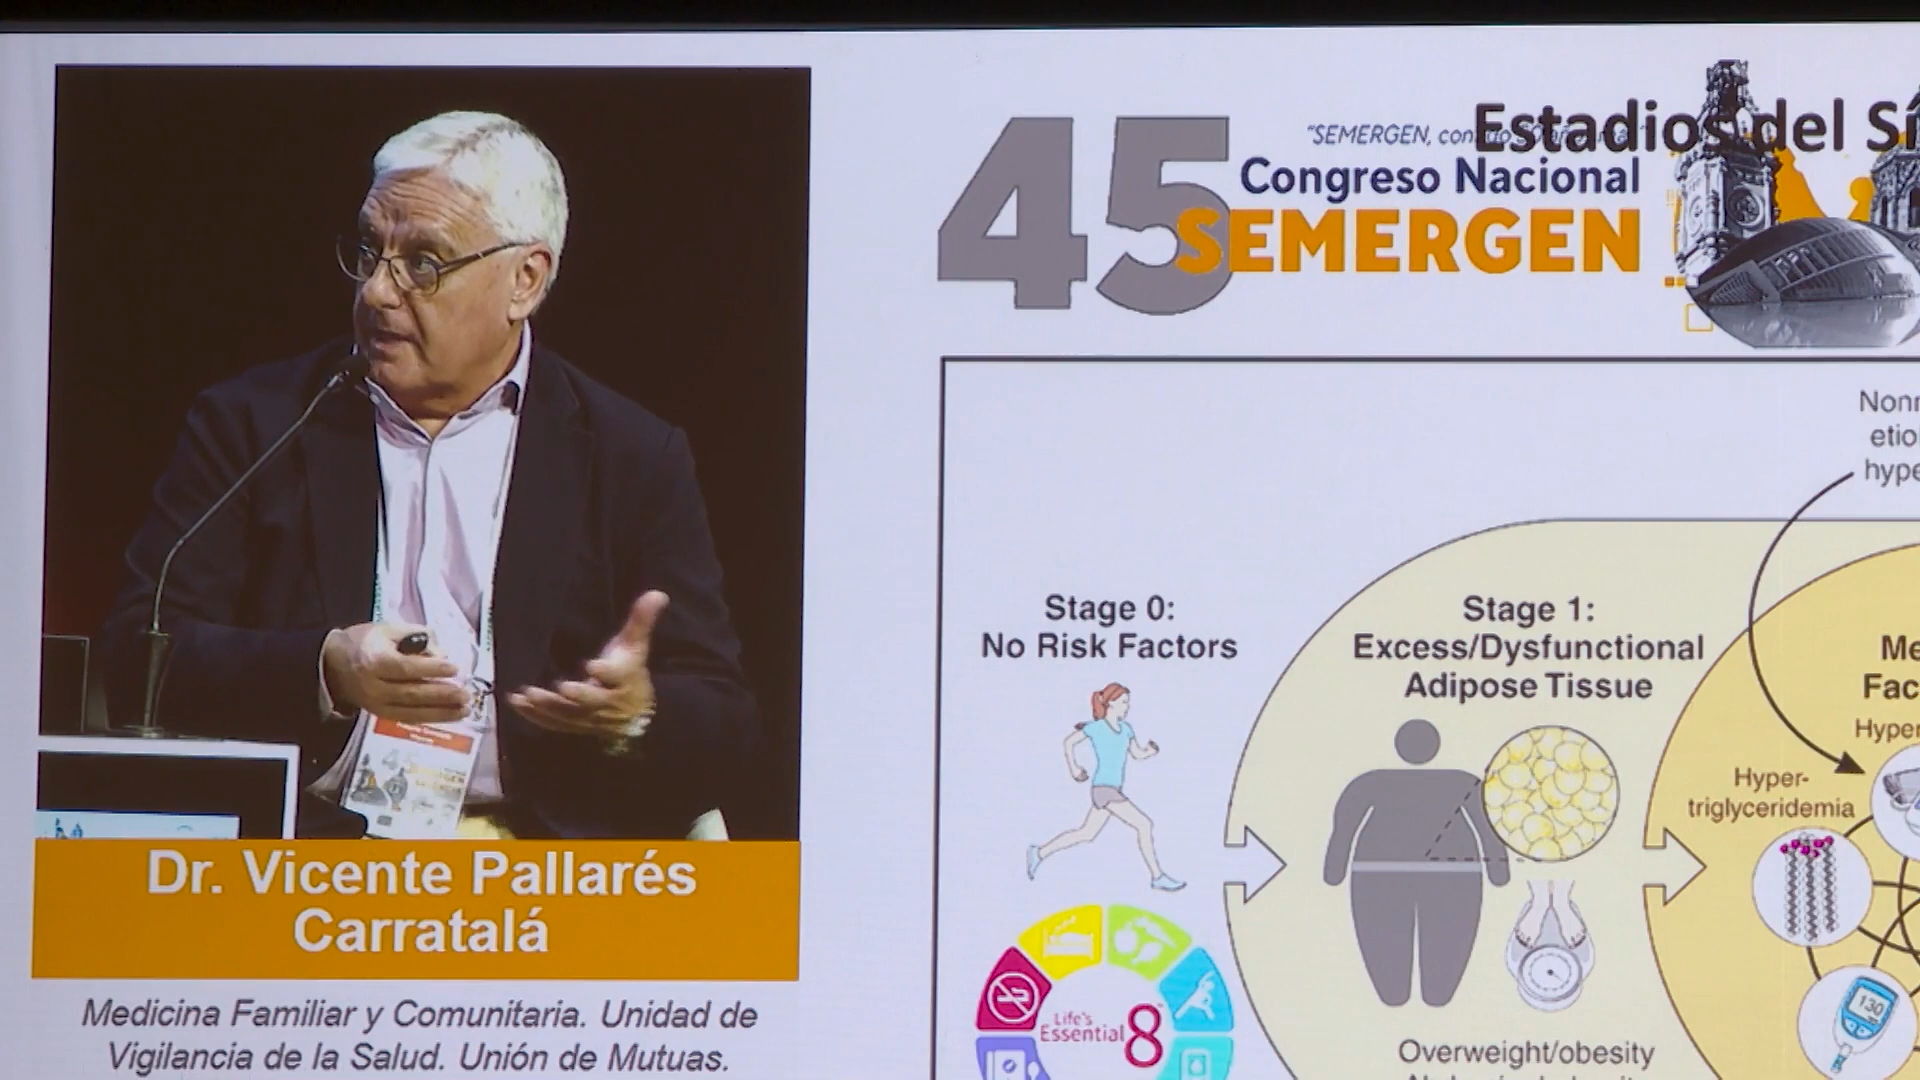 Dr. Vicente Pallarés
Carratalá
Medicina Familiar y Comunitaria. Unidad de
Vigilancia de la Salud. Unión de Mutuas.
45
"SEMERGEN,
Congreso Nacional
SEMERGEN
Estadios del Sí
Nonr
etio
hype
Stage 0:
No Risk Factors
Life's
Essential 8
Stage 1:
Excess/Dysfunctional
Adipose Tissue
Overweight/obesity
Me
Fac
Hyper
Hyper-
triglyceridemia
130